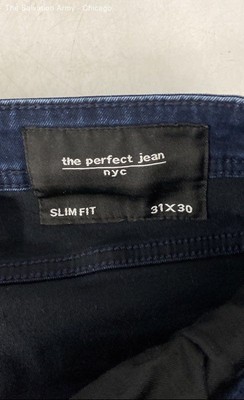 The Salvation Army - Chicago
the perfect jean
nyc
SLIM FIT
31X30